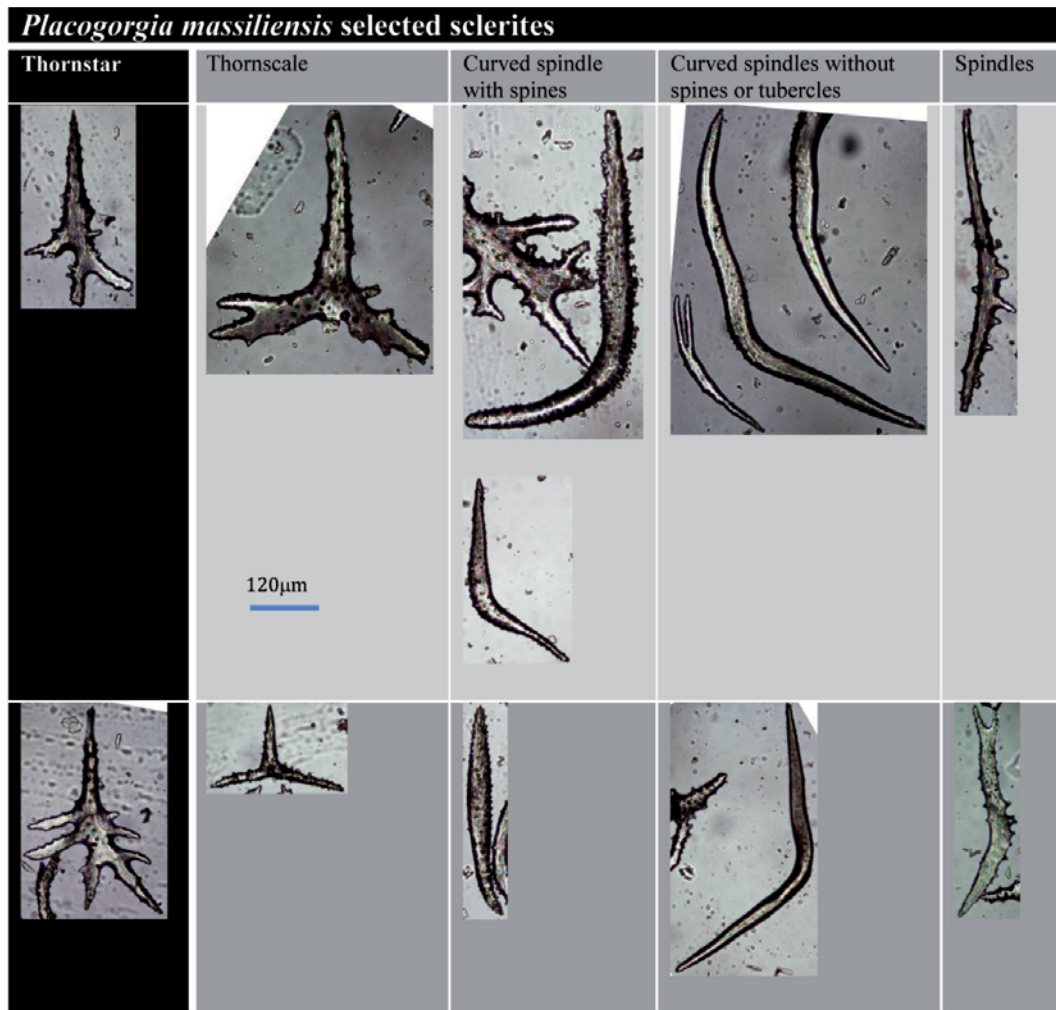 Placogorgia massiliensis selected sclerites
Thornstar
Thornscale
Curved spindle
with spines
Curved spindles without
spines or tubercles
Spindles
120µm